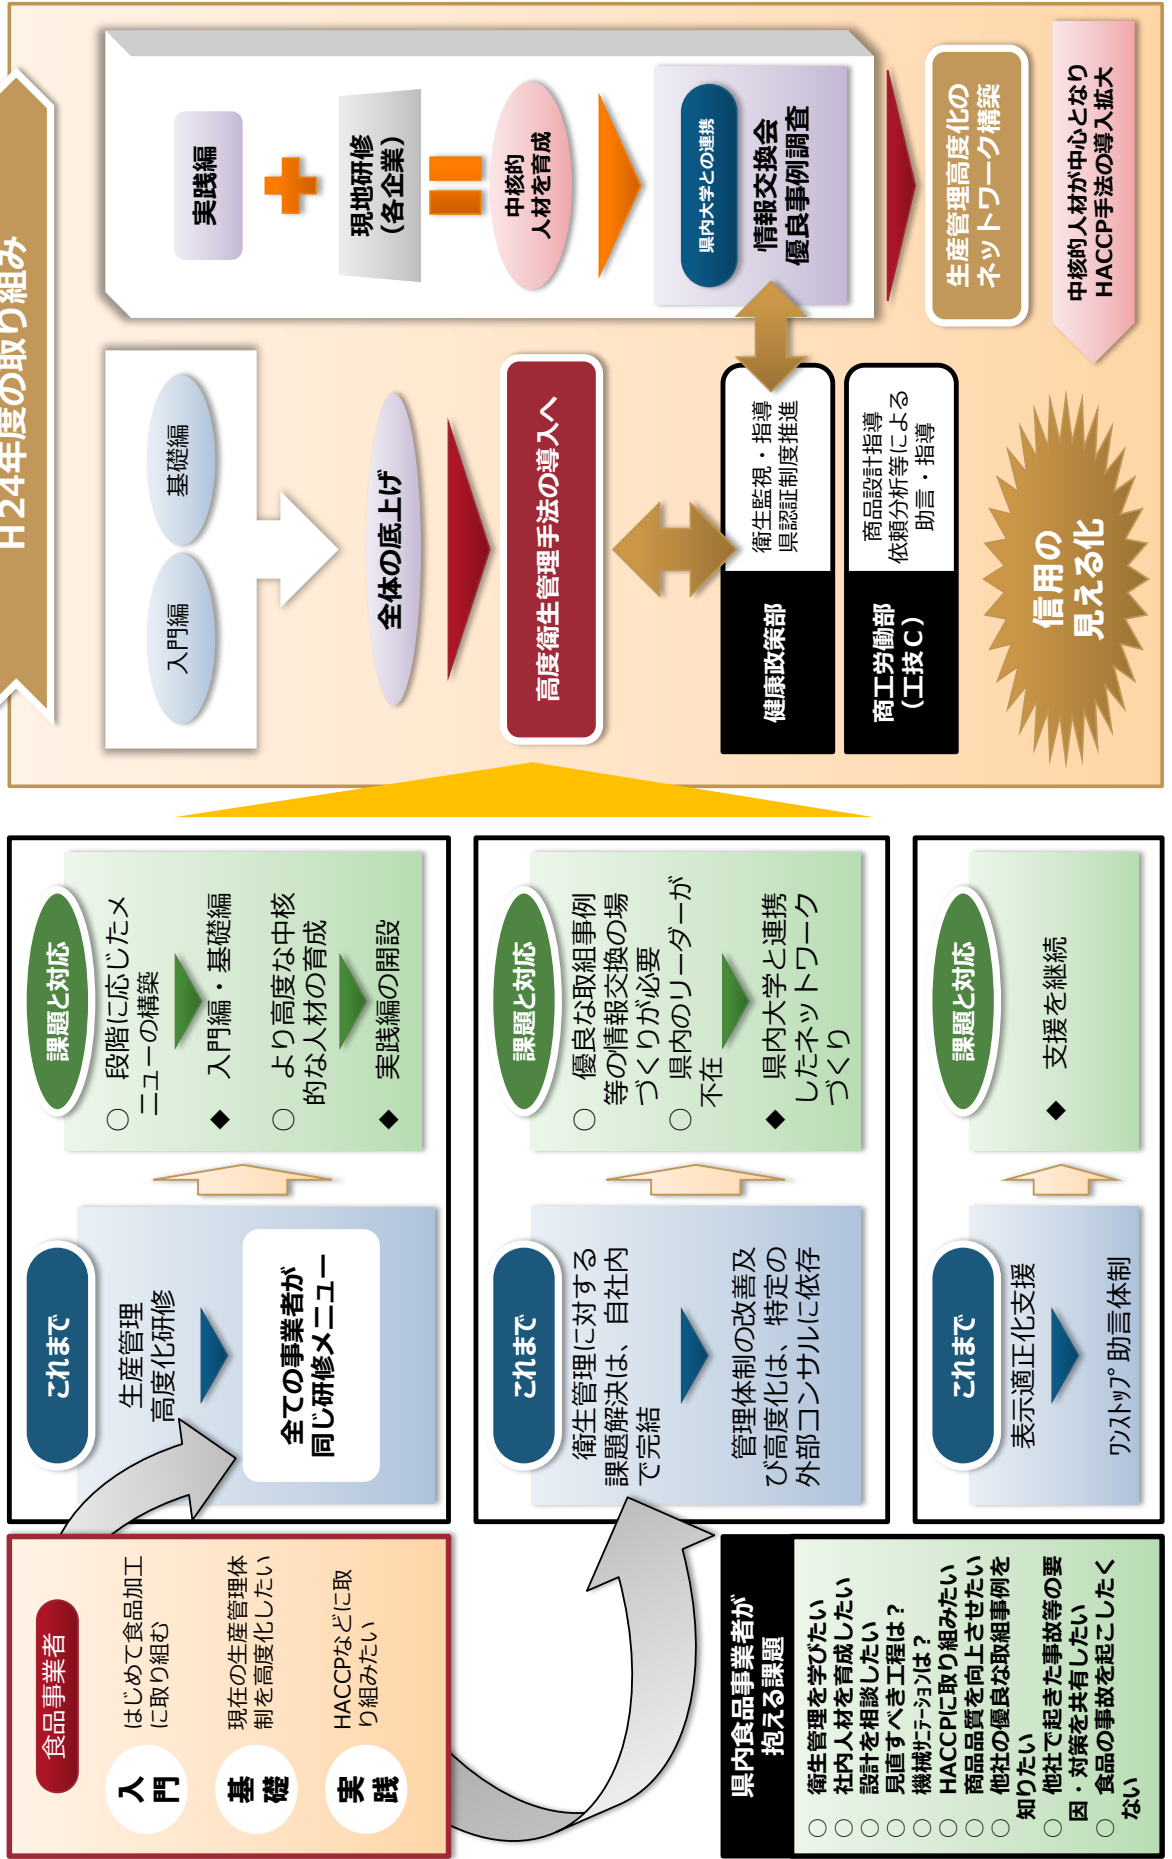 食品事業者
入門
はじめて食品加工
に取り組む
基礎
現在の生産管理体
制を高度化したい
実践
HACCPなどに取
り組みたい
県内食品事業者が
抱える課題
○ 衛生管理を学びたい
○ 社内人材を育成したい
○ 設計を相談したい
○ 見直すべき工程は？
○ 機械ｻﾆﾃｰｼｮﾝは？
○ HACCPに取り組みたい
○ 商品品質を向上させたい
○ 他社の優良な取組事例を
知りたい
○ 他社で起きた事故等の要
因・対策を共有したい
○ 食品の事故を起こしたく
ない
これまで
生産管理
高度化研修
全ての事業者が
同じ研修メニュー
課題と対応
○ 段階に応じたメ
ニューの構築
◆ 入門編・基礎編
○ より高度な中核
的な人材の育成
◆ 実践編の開設
これまで
衛生管理に対する
課題解決は、自社内
で完結
管理体制の改善及
び高度化は、特定の
外部コンサルに依存
課題と対応
○ 優良な取組事例
等の情報交換の場
づくりが必要
○ 県内のリーダーが
不在
◆ 県内大学と連携
したネットワーク
づくり
これまで
表示適正化支援
ﾜﾝｽﾄｯﾌﾟ助言体制
課題と対応
◆ 支援を継続
H24年度の取り組み
入門編
基礎編
全体の底上げ
高度衛生管理手法の導入へ
健康政策部
衛生監視・指導
県認証制度推進
商工労働部
（工技C）
商品設計指導
依頼分析等による
助言・指導
信用の
見える化
実践編
現地研修
（各企業）
中核的
人材を育成
県内大学との連携
情報交換会
優良事例調査
生産管理高度化の
ネットワーク構築
中核的人材が中心となり
HACCP手法の導入拡大